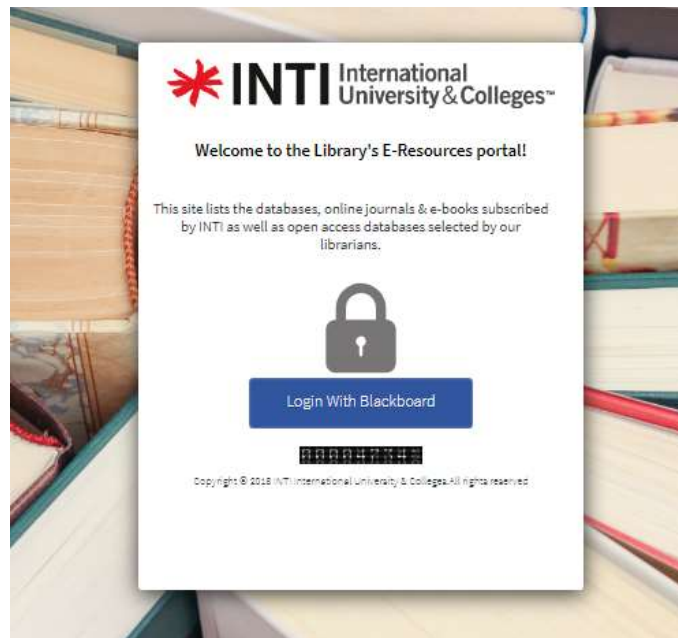 INTI International
University & Colleges™
Welcome to the Library's E-Resources portal!
This site lists the databases, online journals & e-books subscribed
by INTI as well as open access databases selected by our
librarians.
Login With Blackboard
Copyright © 2018 INTI International University & Colleges.All rights reserved